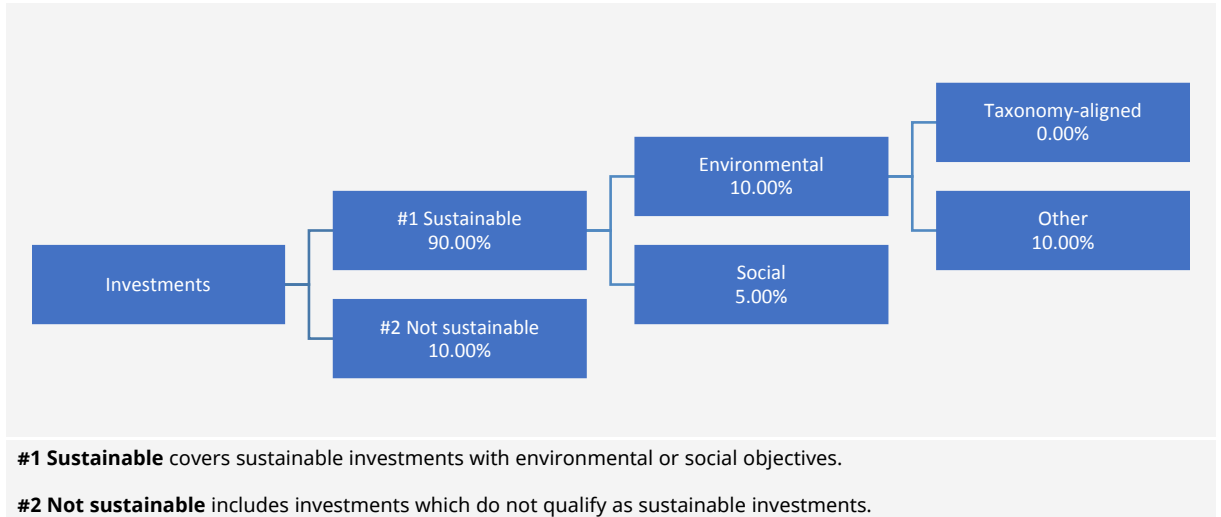 Investments
#1 Sustainable
90.00%
#2 Not sustainable
10.00%
Environmental
10.00%
Social
5.00%
Taxonomy-aligned
0.00%
Other
10.00%
#1 Sustainable covers sustainable investments with environmental or social objectives.
#2 Not sustainable includes investments which do not qualify as sustainable investments.